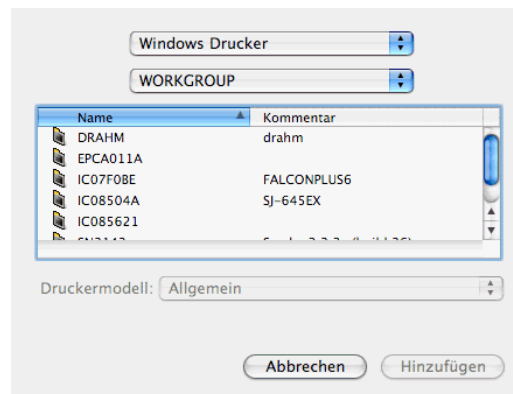 Windows Drucker
WORKGROUP
Name Kommentar
DRAHM drahm
EPCA011A
IC07F0BE FALCONPLUS6
IC08504A SJ-645EX
IC085621
Druckermodell: Allgemein
Abbrechen Hinzufügen